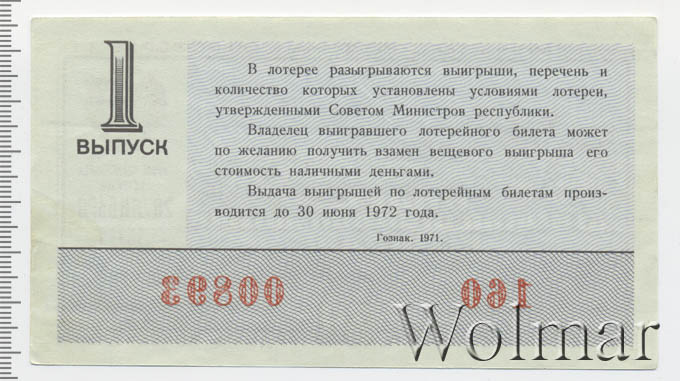 1
ВЫПУСК
В лотерее разыгрываются выигрыши, перечень и
количество которых установлены условиями лотереи,
утвержденными Советом Министров республики.
Владелец выигравшего лотерейного билета может
по желанию получить взамен вещевого выигрыша его
стоимость наличными деньгами.
Выдача выигрышей по лотерейным билетам произ-
водится до 30 июня 1972 года.
Гознак. 1971.
Wolmar